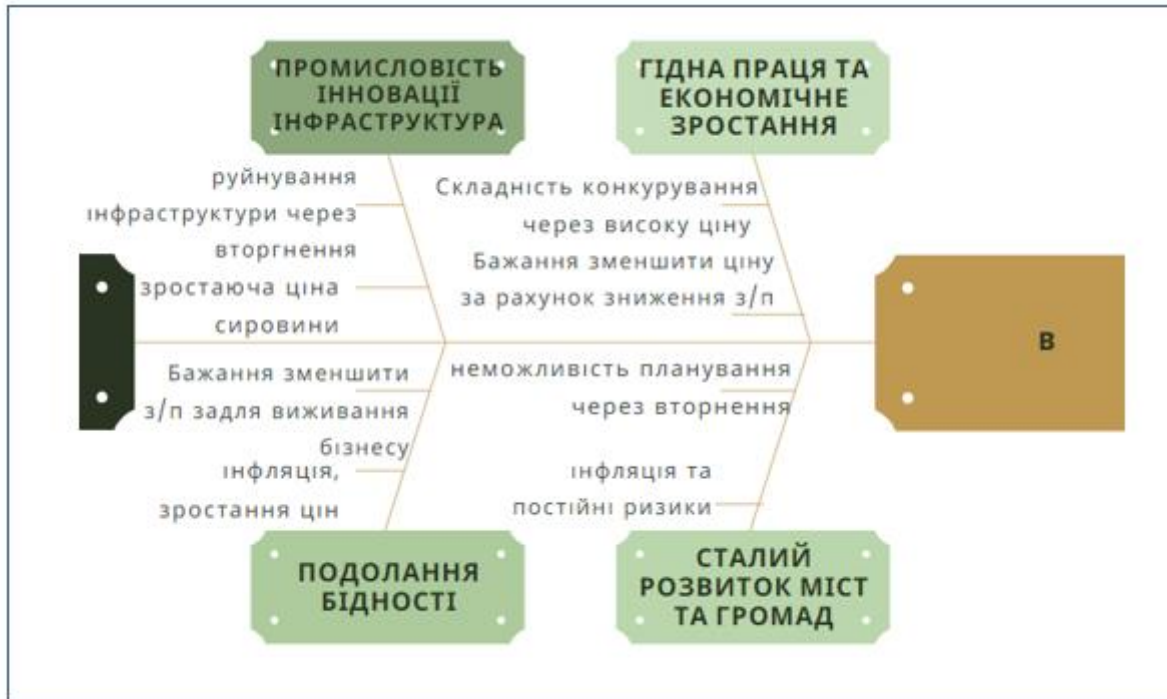 ПРОМИСЛОВІСТЬ
ІННОВАЦІЇ
ІНФРАСТРУКТУРА
ГІДНА ПРАЦЯ ТА
ЕКОНОМІЧНЕ
ЗРОСТАННЯ
руйнування
інфраструктури через
вторгнення
зростаюча ціна
сировини
Складність конкурування
через високу ціну
Бажання зменшити ціну
за рахунок зниження з/п
В
Бажання зменшити
з/п задля виживання
бізнесу
інфляція,
зростання цін
неможливість планування
через вторнення
інфляція та
постійні ризики
ПОДОЛАННЯ
БІДНОСТІ
СТАЛИЙ
РОЗВИТОК МІСТ
ТА ГРОМАД